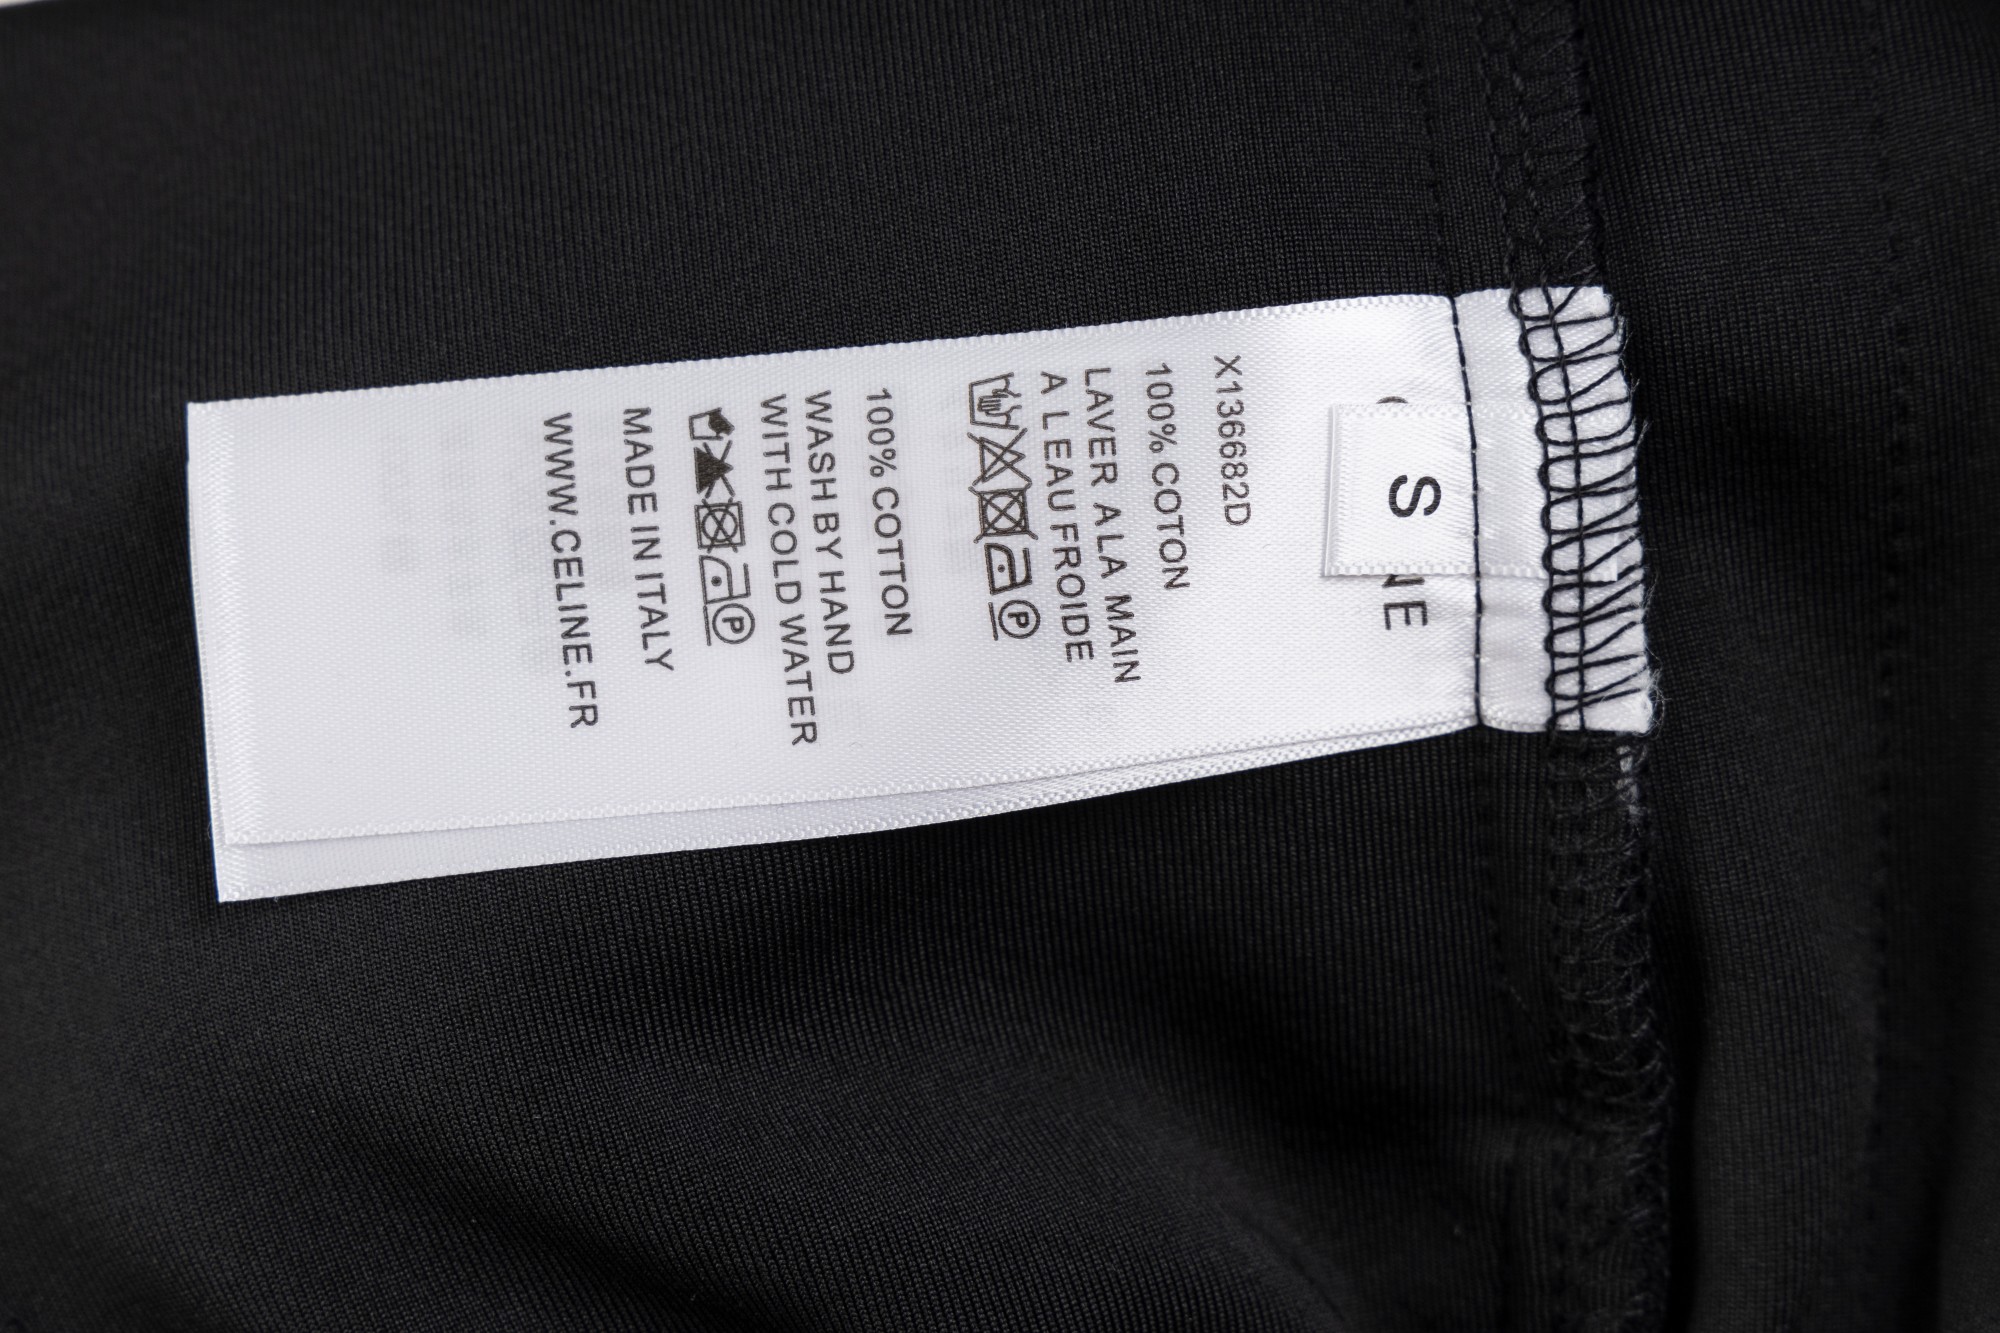 S
NE
X136682D
100% COTON
LAVER A LA MAIN
A L EAU FROIDE
P
100% COTTON
WASH BY HAND
WITH COLD WATER
P
MADE IN ITALY
WWW.CELINE.FR